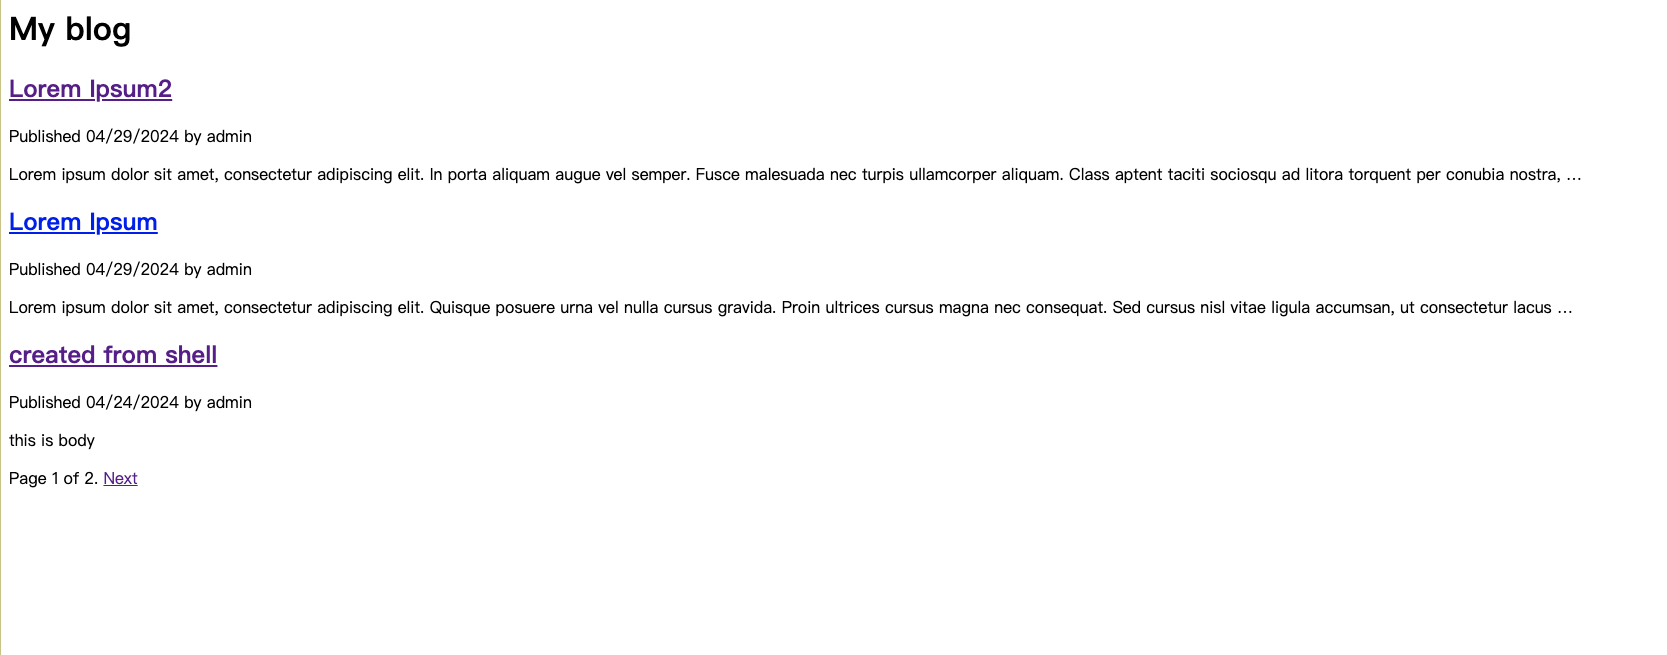 My blog
Lorem Ipsum2
Published 04/29/2024 by admin
Lorem ipsum dolor sit amet, consectetur adipiscing elit. In porta aliquam augue vel semper. Fusce malesuada nec turpis ullamcorper aliquam. Class aptent taciti sociosqu ad litora torquent per conubia nostra, …
Lorem Ipsum
Published 04/29/2024 by admin
Lorem ipsum dolor sit amet, consectetur adipiscing elit. Quisque posuere urna vel nulla cursus gravida. Proin ultrices cursus magna nec consequat. Sed cursus nisl vitae ligula accumsan, ut consectetur lacus …
created from shell
Published 04/24/2024 by admin
this is body
Page 1 of 2. Next